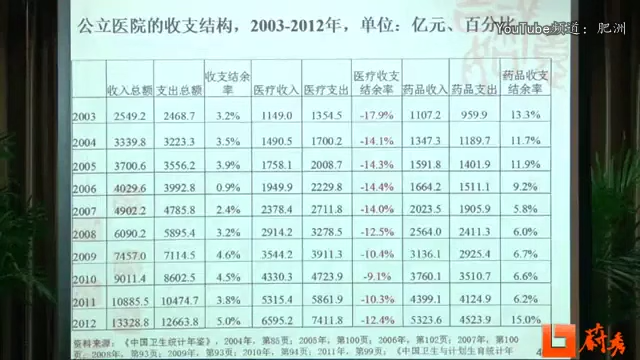 公立医院的收支结构，2003-2012年，单位：亿元、百分比
YouTube频道：肥洲
收入总额 支出总额 收支结余率 医疗收入 医疗支出 医疗收支结余率 药品收入 药品支出 药品收支结余率
2003 2549.2 2468.7 3.2% 1149.0 1354.5 -17.9% 1107.2 959.9 13.3%
2004 3339.8 3223.3 3.5% 1490.5 1700.2 -14.1% 1347.3 1189.7 11.7%
2005 3700.6 3556.2 3.9% 1758.1 2008.7 -14.3% 1591.8 1401.9 11.9%
2006 4029.6 3992.8 0.9% 1949.9 2229.8 -14.4% 1664.2 1511.1 9.2%
2007 4902.2 4785.8 2.4% 2378.4 2711.8 -14.0% 2023.5 1905.9 5.8%
2008 6090.2 5895.4 3.2% 2914.2 3278.5 -12.5% 2564.0 2411.3 6.0%
2009 7457.0 7114.5 4.6% 3544.2 3911.3 -10.4% 3136.1 2925.4 6.7%
2010 9011.4 8602.5 4.5% 4330.3 4723.9 -9.1% 3760.1 3510.7 6.6%
2011 10885.5 10474.7 3.8% 5315.5 5861.9 -10.3% 4399.1 4124.9 6.2%
2012 13328.8 12663.8 5.0% 6595.2 7411.8 -12.4% 5323.6 4523.9 15.0%
资料来源：《中国卫生统计年鉴》，2004年，第85页；2005年，第100页；2006年，第102页；2007年，第100
页、2008年，第93页；2009年，第93页；2010年，第94页；2011年，第99页；《中国卫生与计划生育统计年